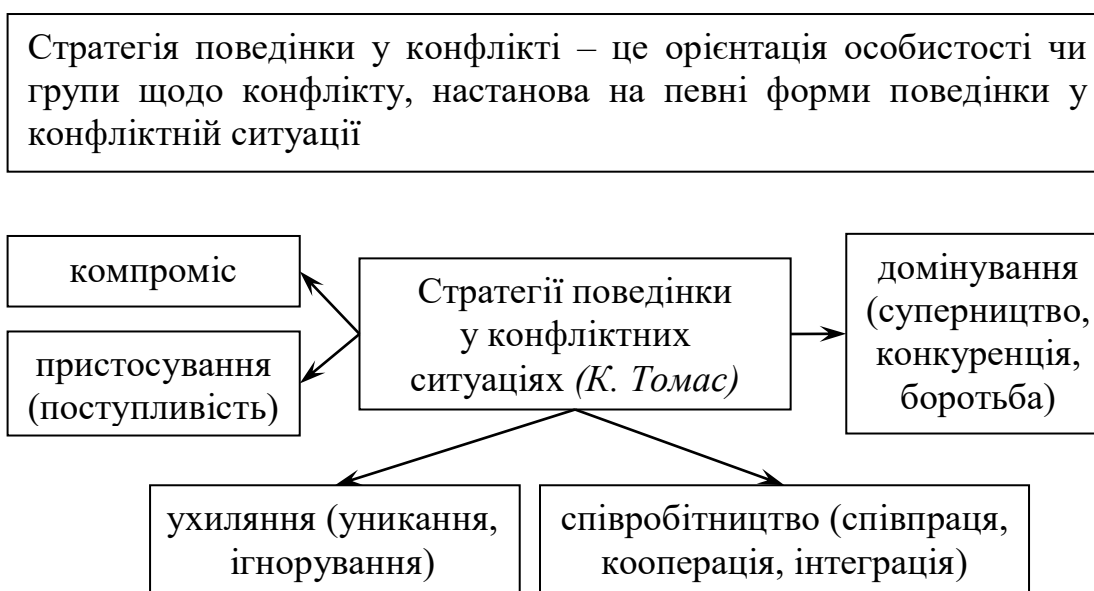 Стратегія поведінки у конфлікті – це орієнтація особистості чи
групи щодо конфлікту, настанова на певні форми поведінки у
конфліктній ситуації
компроміс
пристосування
(поступливість)
Стратегії поведінки
у конфліктних
ситуаціях (К. Томас)
домінування
(суперництво,
конкуренція,
боротьба)
ухиляння (уникання,
ігнорування)
співробітництво (співпраця,
кооперація, інтеграція)